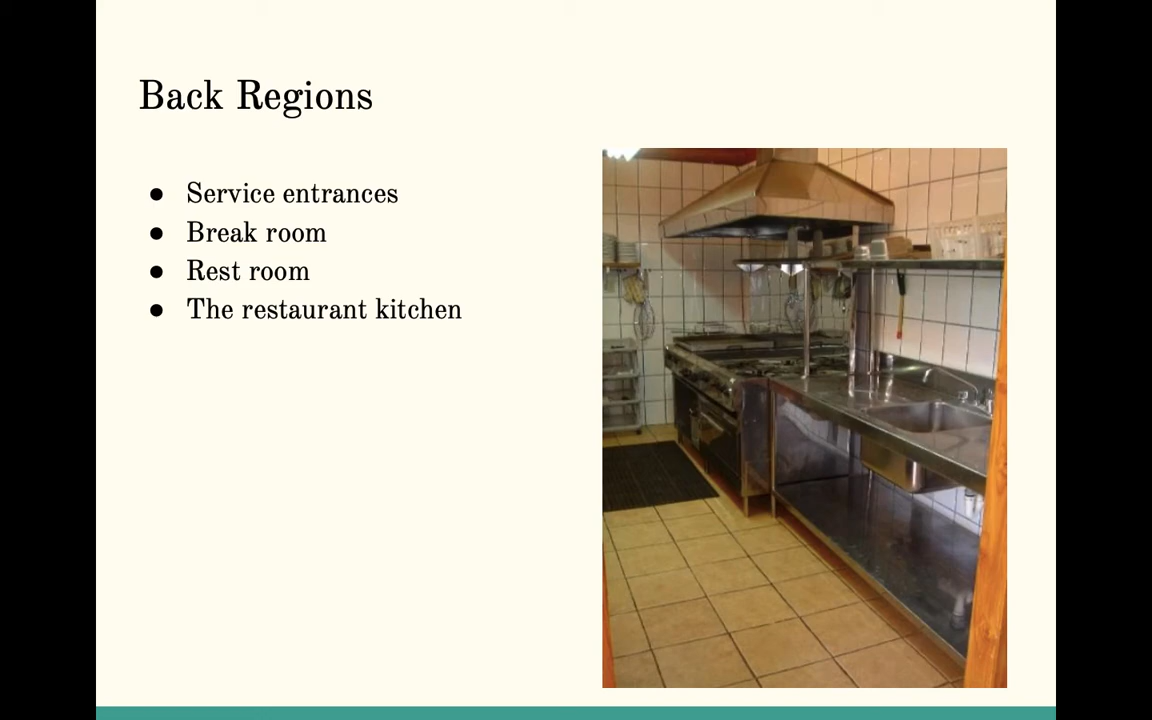 Back Regions
● Service entrances
● Break room
● Rest room
● The restaurant kitchen